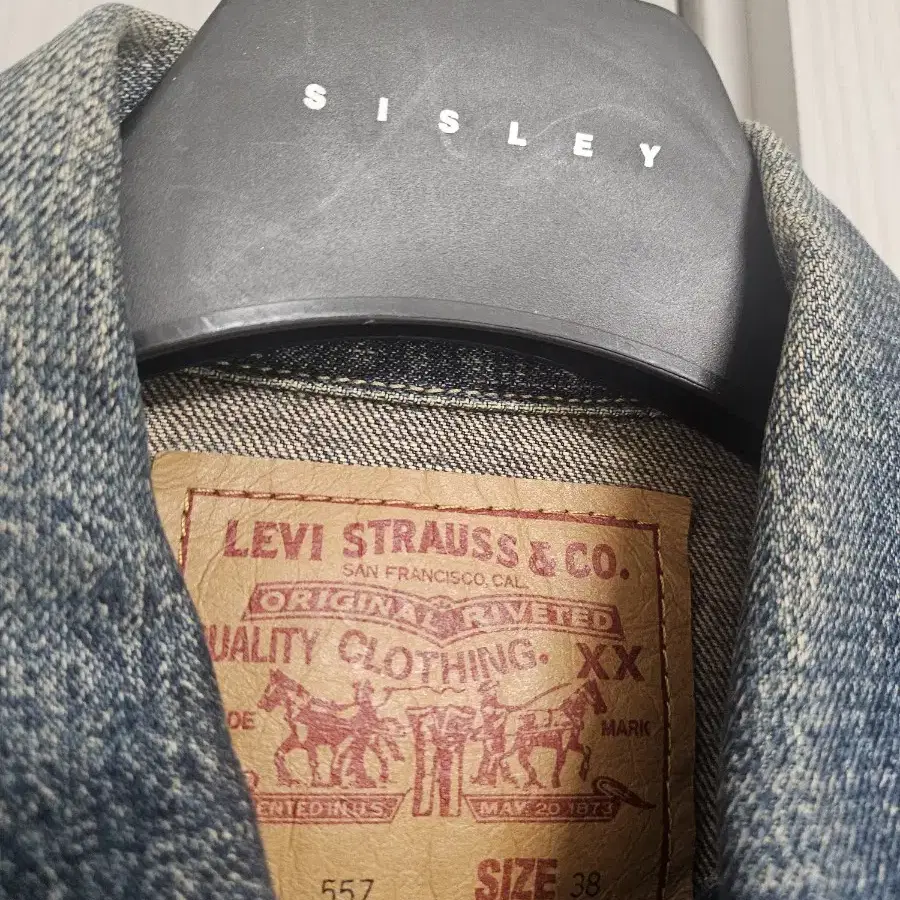 SISLEY
LEVI STRAUSS & CO.
SAN FRANCISCO, CAL.
ORIGINAL RIVETED
UALITY CLOTHING. XX
DE MARK
ENTED IN U.S. MAY 20 1873
557 SIZE 38